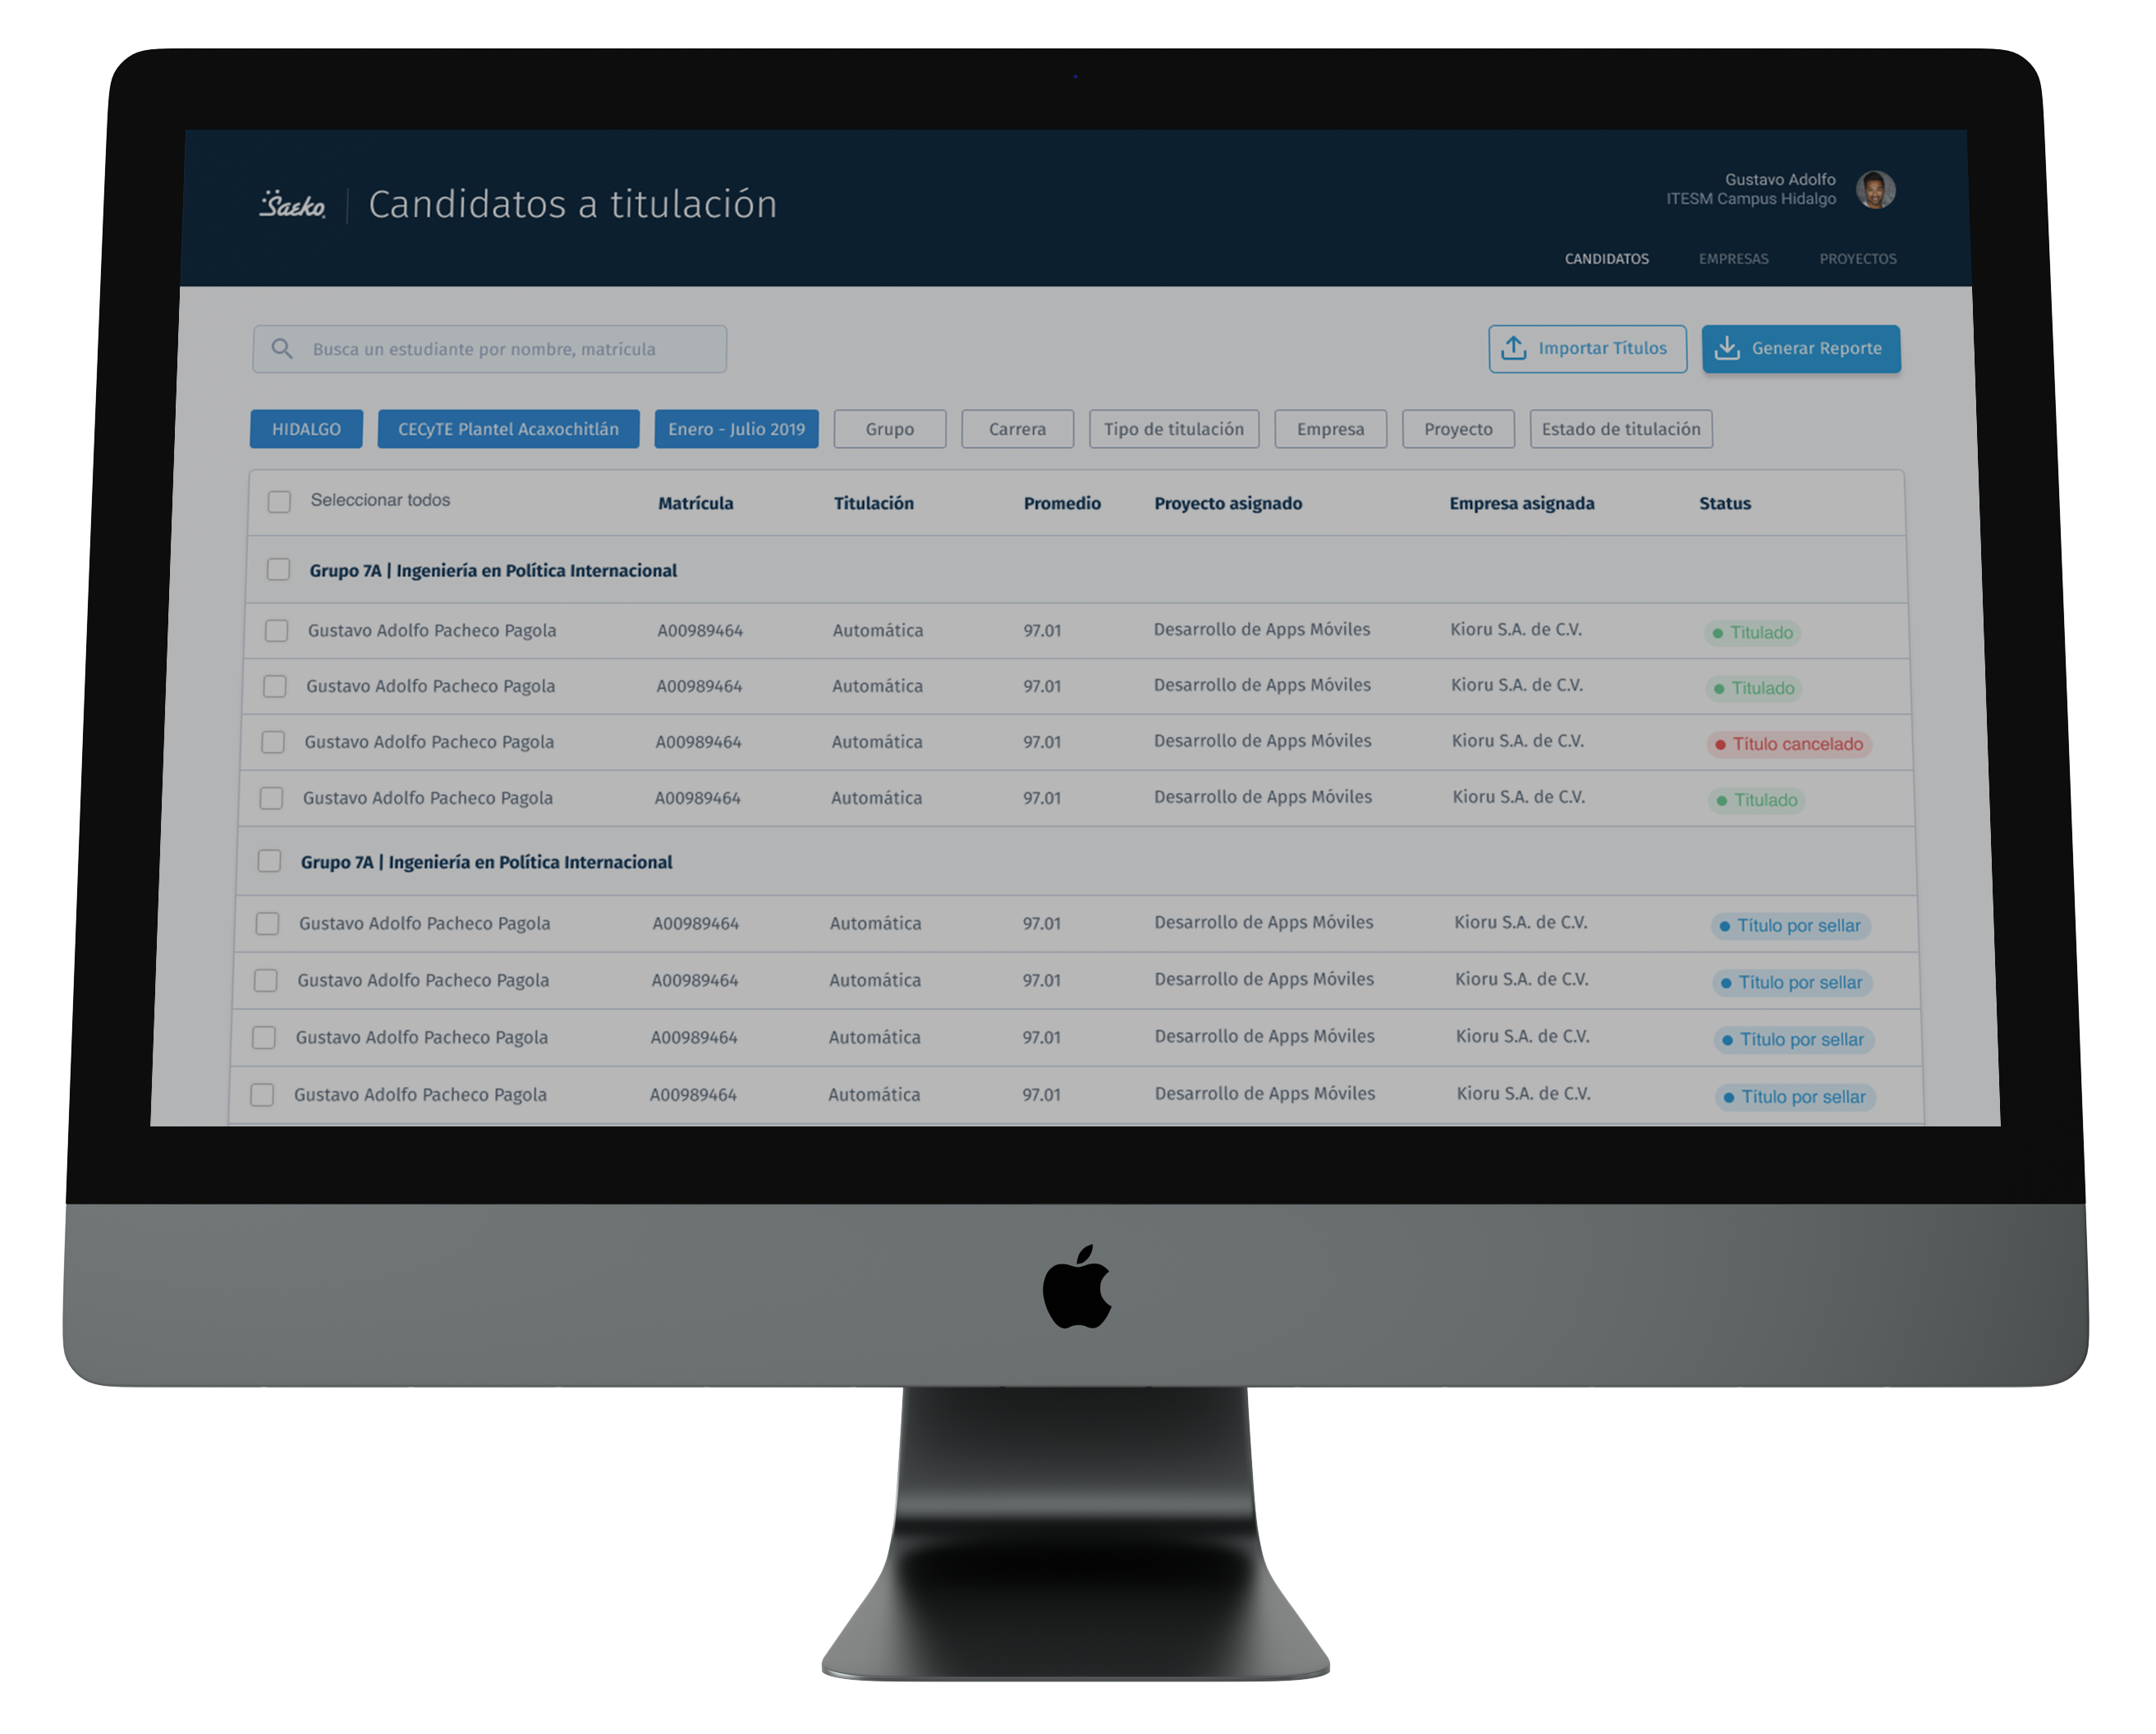 Saeko
Candidatos a titulación
Gustavo Adolfo
ITESM Campus Hidalgo
CANDIDATOS EMPRESAS PROYECTOS
Busca un estudiante por nombre, matrícula
Importar Títulos
Generar Reporte
HIDALGO CECyTE Plantel Acaxochitlán Enero - Julio 2019 Grupo Carrera Tipo de titulación Empresa Proyecto Estado de titulación
Seleccionar todos Matrícula Titulación Promedio Proyecto asignado Empresa asignada Status
Grupo 7A | Ingeniería en Política Internacional
Gustavo Adolfo Pacheco Pagola A00989464 Automática 97.01 Desarrollo de Apps Móviles Kioru S.A. de C.V. Titulado
Gustavo Adolfo Pacheco Pagola A00989464 Automática 97.01 Desarrollo de Apps Móviles Kioru S.A. de C.V. Titulado
Gustavo Adolfo Pacheco Pagola A00989464 Automática 97.01 Desarrollo de Apps Móviles Kioru S.A. de C.V. Título cancelado
Gustavo Adolfo Pacheco Pagola A00989464 Automática 97.01 Desarrollo de Apps Móviles Kioru S.A. de C.V. Titulado
Grupo 7A | Ingeniería en Política Internacional
Gustavo Adolfo Pacheco Pagola A00989464 Automática 97.01 Desarrollo de Apps Móviles Kioru S.A. de C.V. Título por sellar
Gustavo Adolfo Pacheco Pagola A00989464 Automática 97.01 Desarrollo de Apps Móviles Kioru S.A. de C.V. Título por sellar
Gustavo Adolfo Pacheco Pagola A00989464 Automática 97.01 Desarrollo de Apps Móviles Kioru S.A. de C.V. Título por sellar
Gustavo Adolfo Pacheco Pagola A00989464 Automática 97.01 Desarrollo de Apps Móviles Kioru S.A. de C.V. Título por sellar